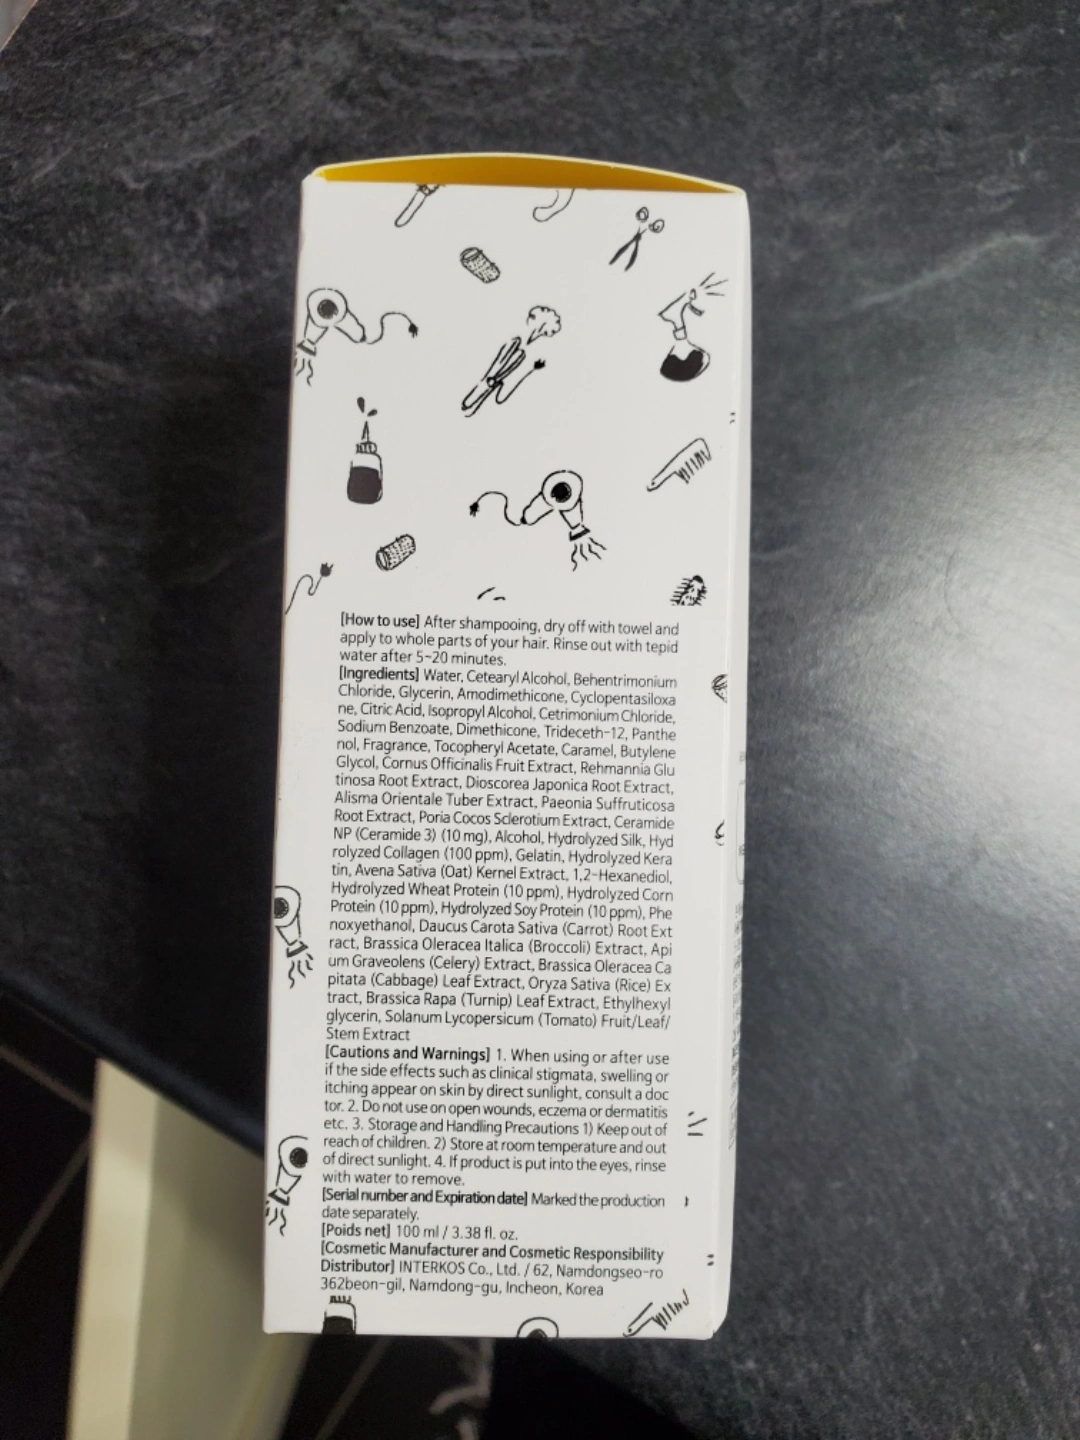 [How to use] After shampooing, dry off with towel and
apply to whole parts of your hair. Rinse out with tepid
water after 5~20 minutes.
[Ingredients] Water, Cetearyl Alcohol, Behentrimonium
Chloride, Glycerin, Amodimethicone, Cyclopentasiloxa
ne, Citric Acid, Isopropyl Alcohol, Cetrimonium Chloride,
Sodium Benzoate, Dimethicone, Trideceth-12, Panthe
nol, Fragrance, Tocopheryl Acetate, Caramel, Butylene
Glycol, Cornus Officinalis Fruit Extract, Rehmannia Glu
tinosa Root Extract, Dioscorea Japonica Root Extract,
Alisma Orientale Tuber Extract, Paeonia Suffruticosa
Root Extract, Poria Cocos Sclerotium Extract, Ceramide
NP (Ceramide 3) (10 mg), Alcohol, Hydrolyzed Silk, Hyd
rolyzed Collagen (100 ppm), Gelatin, Hydrolyzed Kera
tin, Avena Sativa (Oat) Kernel Extract, 1,2-Hexanediol,
Hydrolyzed Wheat Protein (10 ppm), Hydrolyzed Corn
Protein (10 ppm), Hydrolyzed Soy Protein (10 ppm), Phe
noxyethanol, Daucus Carota Sativa (Carrot) Root Ext
ract, Brassica Oleracea Italica (Broccoli) Extract, Api
um Graveolens (Celery) Extract, Brassica Oleracea Ca
pitata (Cabbage) Leaf Extract, Oryza Sativa (Rice) Ex
tract, Brassica Rapa (Turnip) Leaf Extract, Ethylhexyl
glycerin, Solanum Lycopersicum (Tomato) Fruit/Leaf/
Stem Extract
[Cautions and Warnings] 1. When using or after use
if the side effects such as clinical stigmata, swelling or
itching appear on skin by direct sunlight, consult a doc
tor. 2. Do not use on open wounds, eczema or dermatitis
etc. 3. Storage and Handling Precautions 1) Keep out of
reach of children. 2) Store at room temperature and out
of direct sunlight. 4. If product is put into the eyes, rinse
with water to remove.
[Serial number and Expiration date] Marked the production
date separately.
[Poids net] 100 ml / 3.38 fl. oz.
[Cosmetic Manufacturer and Cosmetic Responsibility
Distributor] INTERKOS Co., Ltd. / 62, Namdongseo-ro
362beon-gil, Namdong-gu, Incheon, Korea